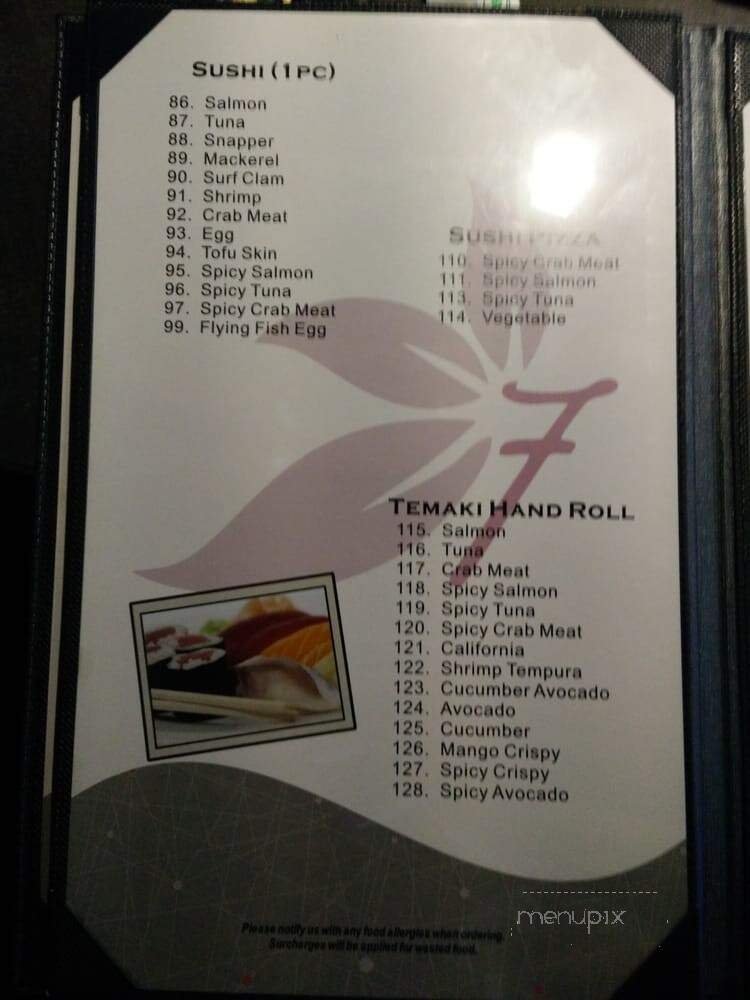 SUSHI (1PC)
86. Salmon
87. Tuna
88. Snapper
89. Mackerel
90. Surf Clam
91. Shrimp
92. Crab Meat
93. Egg
94. Tofu Skin
95. Spicy Salmon
96. Spicy Tuna
97. Spicy Crab Meat
99. Flying Fish Egg
SUSHI PIZZA
110. Spicy Crab Meat
111. Spicy Salmon
113. Spicy Tuna
114. Vegetable
7
TEMAKI HAND ROLL
115. Salmon
116. Tuna
117. Crab Meat
118. Spicy Salmon
119. Spicy Tuna
120. Spicy Crab Meat
121. California
122. Shrimp Tempura
123. Cucumber Avocado
124. Avocado
125. Cucumber
126. Mango Crispy
127. Spicy Crispy
128. Spicy Avocado
Please notify us with any food allergies when ordering.
Surcharges will be applied for wasted food.
menupix